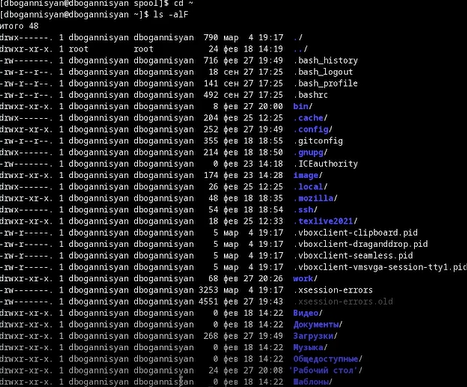 [dbogannisyan@dbogannisyan spool]$ cd ~
[dbogannisyan@dbogannisyan ~]$ ls -alF
итого 48
drwx------. 1 dbogannisyan dbogannisyan 790 мар 4 19:17 ./
drwxr-xr-x. 1 root root 24 фев 18 14:19 ../
-rw-------. 1 dbogannisyan dbogannisyan 716 фев 27 19:49 .bash_history
-rw-r--r--. 1 dbogannisyan dbogannisyan 18 сен 27 17:25 .bash_logout
-rw-r--r--. 1 dbogannisyan dbogannisyan 141 сен 27 17:25 .bash_profile
-rw-r--r--. 1 dbogannisyan dbogannisyan 492 сен 27 17:25 .bashrc
drwxr-xr-x. 1 dbogannisyan dbogannisyan 8 фев 27 20:00 bin/
drwx------. 1 dbogannisyan dbogannisyan 204 фев 25 12:25 .cache/
drwxr-xr-x. 1 dbogannisyan dbogannisyan 252 фев 27 19:49 .config/
-rw-r--r--. 1 dbogannisyan dbogannisyan 355 фев 18 18:55 .gitconfig
drwx------. 1 dbogannisyan dbogannisyan 214 фев 18 18:50 .gnupg/
-rw-------. 1 dbogannisyan dbogannisyan 0 фев 23 14:18 .ICEauthority
drwxr-xr-x. 1 dbogannisyan dbogannisyan 174 фев 23 14:28 image/
drwx------. 1 dbogannisyan dbogannisyan 26 фев 25 12:25 .local/
drwxr-xr-x. 1 dbogannisyan dbogannisyan 48 фев 18 18:35 .mozilla/
drwx------. 1 dbogannisyan dbogannisyan 54 фев 18 18:54 .ssh/
drwxr-xr-x. 1 dbogannisyan dbogannisyan 18 фев 25 12:33 .texlive2021/
-rw-r-----. 1 dbogannisyan dbogannisyan 5 мар 4 19:17 .vboxclient-clipboard.pid
-rw-r-----. 1 dbogannisyan dbogannisyan 5 мар 4 19:17 .vboxclient-draganddrop.pid
-rw-r-----. 1 dbogannisyan dbogannisyan 5 мар 4 19:17 .vboxclient-seamless.pid
-rw-r-----. 1 dbogannisyan dbogannisyan 5 мар 4 19:17 .vboxclient-vmsvga-session-tty1.pid
drwxr-xr-x. 1 dbogannisyan dbogannisyan 68 фев 27 20:26 work/
-rw-------. 1 dbogannisyan dbogannisyan 3253 мар 4 19:17 .xsession-errors
-rw-------. 1 dbogannisyan dbogannisyan 4551 фев 27 19:43 .xsession-errors.old
drwxr-xr-x. 1 dbogannisyan dbogannisyan 0 фев 18 14:22 Видео/
drwxr-xr-x. 1 dbogannisyan dbogannisyan 0 фев 18 14:22 Документы/
drwxr-xr-x. 1 dbogannisyan dbogannisyan 268 фев 27 19:49 Загрузки/
drwxr-xr-x. 1 dbogannisyan dbogannisyan 0 фев 18 14:22 Музыка/
drwxr-xr-x. 1 dbogannisyan dbogannisyan 0 фев 18 14:22 Общедоступные/
drwxr-xr-x. 1 dbogannisyan dbogannisyan 24 фев 27 20:08 'Рабочий стол'/
drwxr-xr-x. 1 dbogannisyan dbogannisyan 0 фев 18 14:22 Шаблоны/